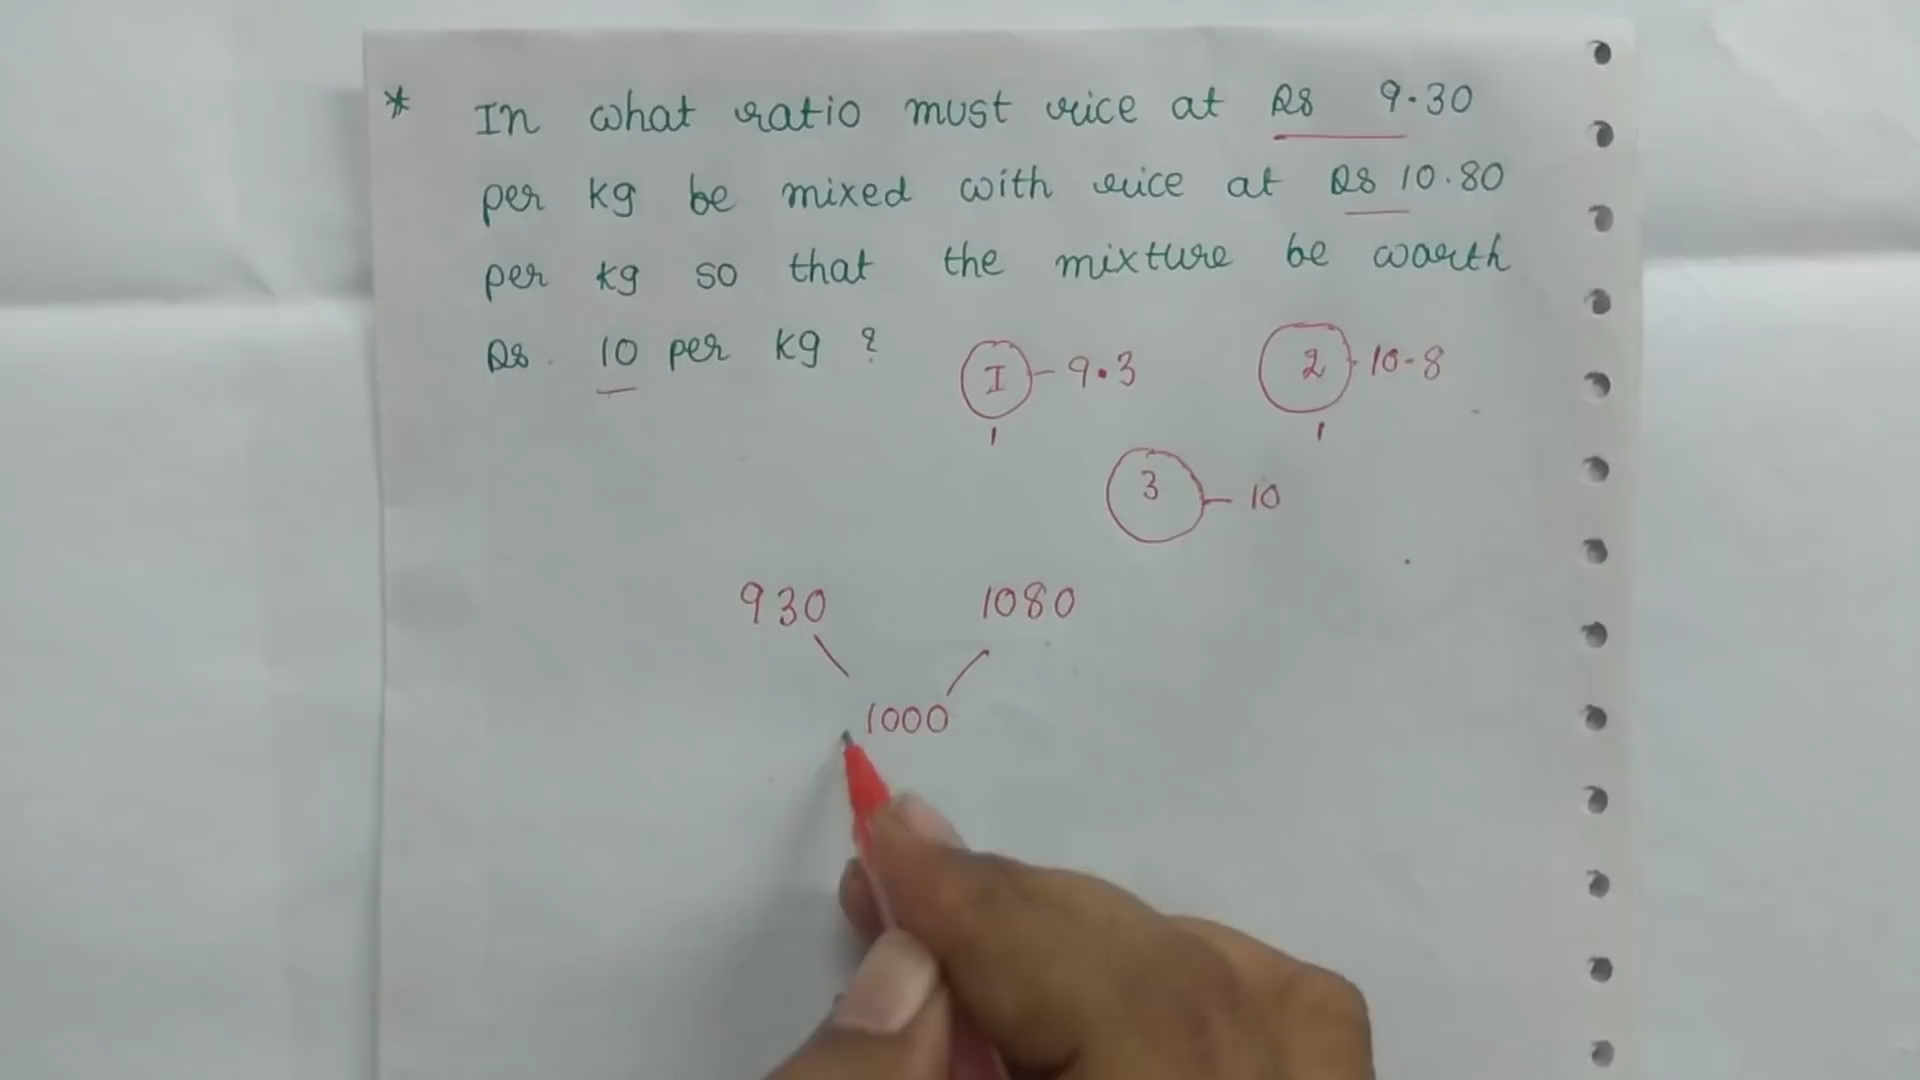 * In what ratio must rice at Rs 9.30
per kg be mixed with rice at Rs 10.80
per kg so that the mixture be worth
Rs. 10 per kg ?
I - 9.3
2 - 10.8
1
1
3 - 10
930 1080
1000